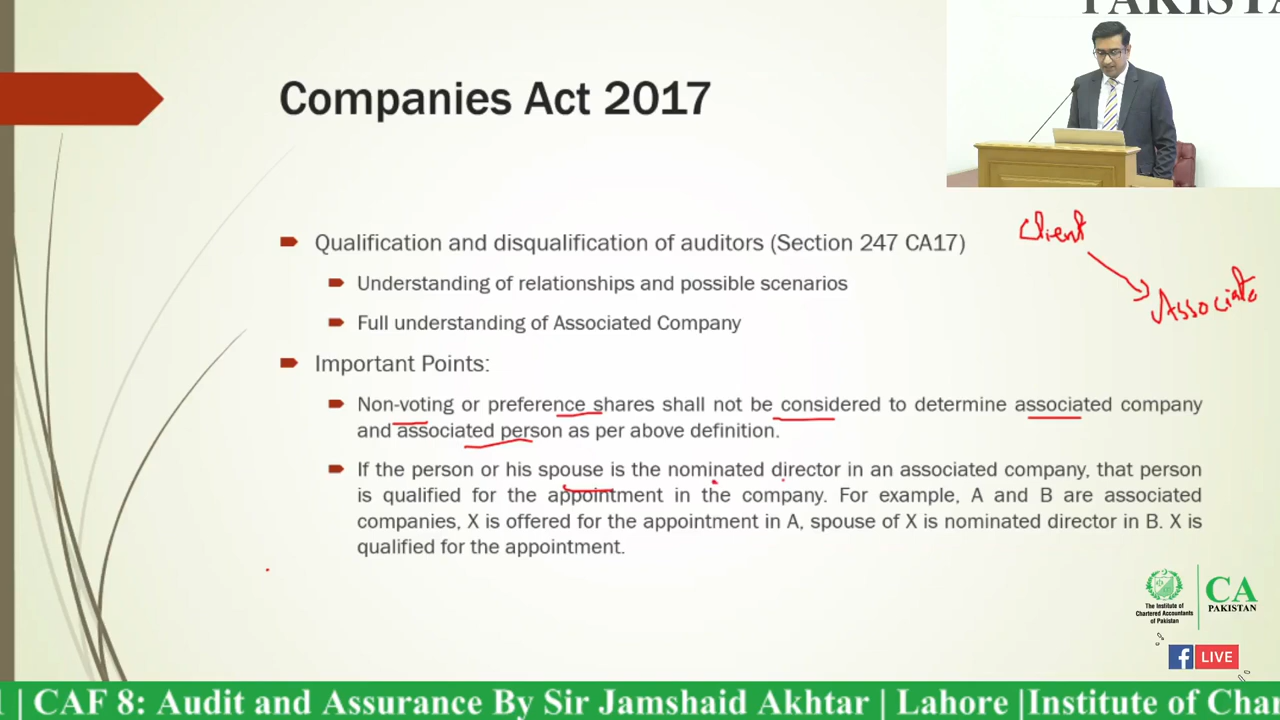 PAKISTA
Companies Act 2017
Client
Qualification and disqualification of auditors (Section 247 CA17)
Understanding of relationships and possible scenarios
Associate
Full understanding of Associated Company
Important Points:
Non-voting or preference shares shall not be considered to determine associated company
and associated person as per above definition.
If the person or his spouse is the nominated director in an associated company, that person
is qualified for the appointment in the company. For example, A and B are associated
companies, X is offered for the appointment in A, spouse of X is nominated director in B. X is
qualified for the appointment.
The Institute of
Chartered Accountants
of Pakistan
CA
PAKISTAN
f LIVE
1 | CAF 8: Audit and Assurance By Sir Jamshaid Akhtar | Lahore |Institute of Char